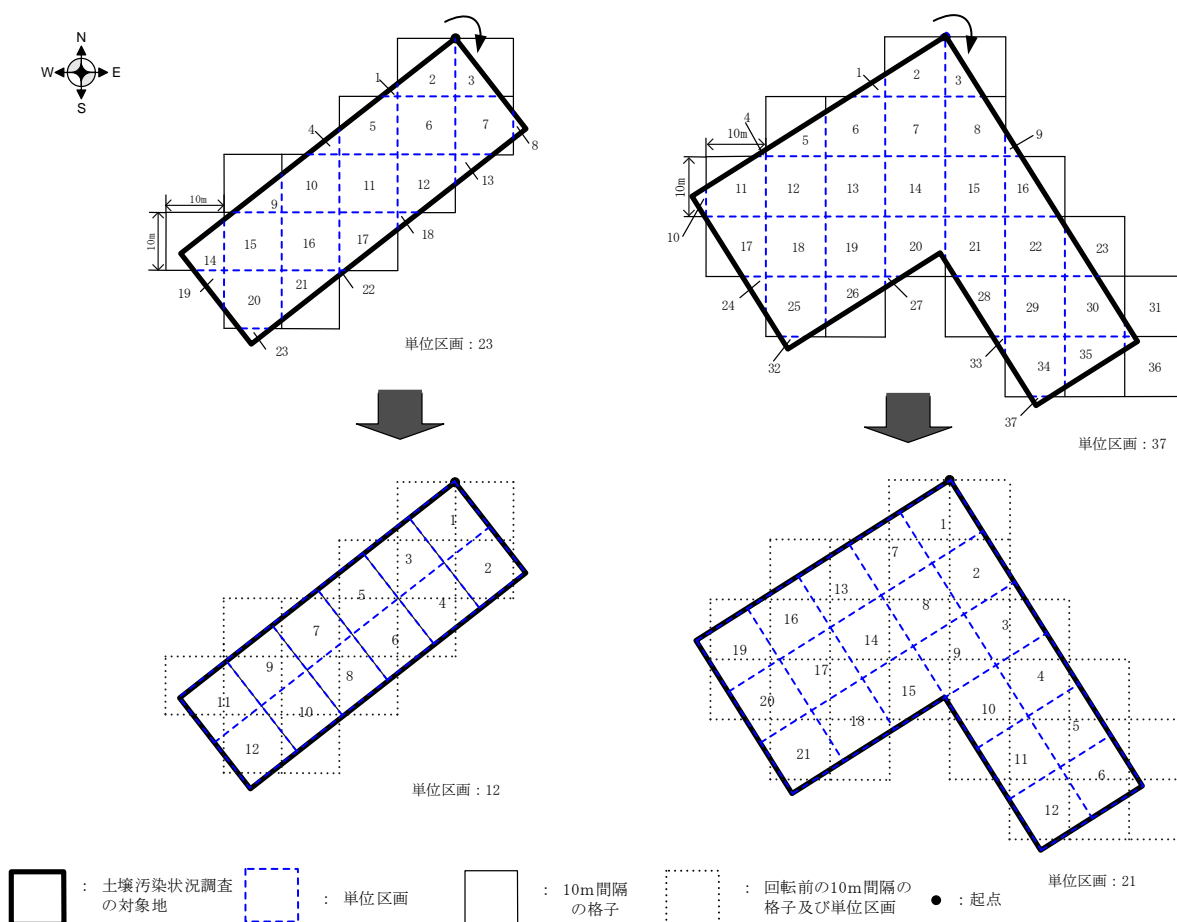 N
W E
S
1 2 3
4 5 6 7
8
9 10 11 12 13
10m
10m
14 15 16 17 18
19 20 21 22
23
単位区画：23
1 2 3
4 5 6 7 8 9
10m
10m
10 11 12 13 14 15 16
17 18 19 20 21 22 23
24 25 26 27 28 29 30 31
32 33 34 35 36
37
単位区画：37
1
2
3
4
5
6
7
8
9
10
11
12
単位区画：12
1
2
3
4
5
6
7
8
9
10
11
12
13
14
15
16
17
18
19
20
21
単位区画：21
： 土壌汚染状況調査
の対象地
： 単位区画
： 10m間隔
の格子
： 回転前の10m間隔の
格子及び単位区画
：起点